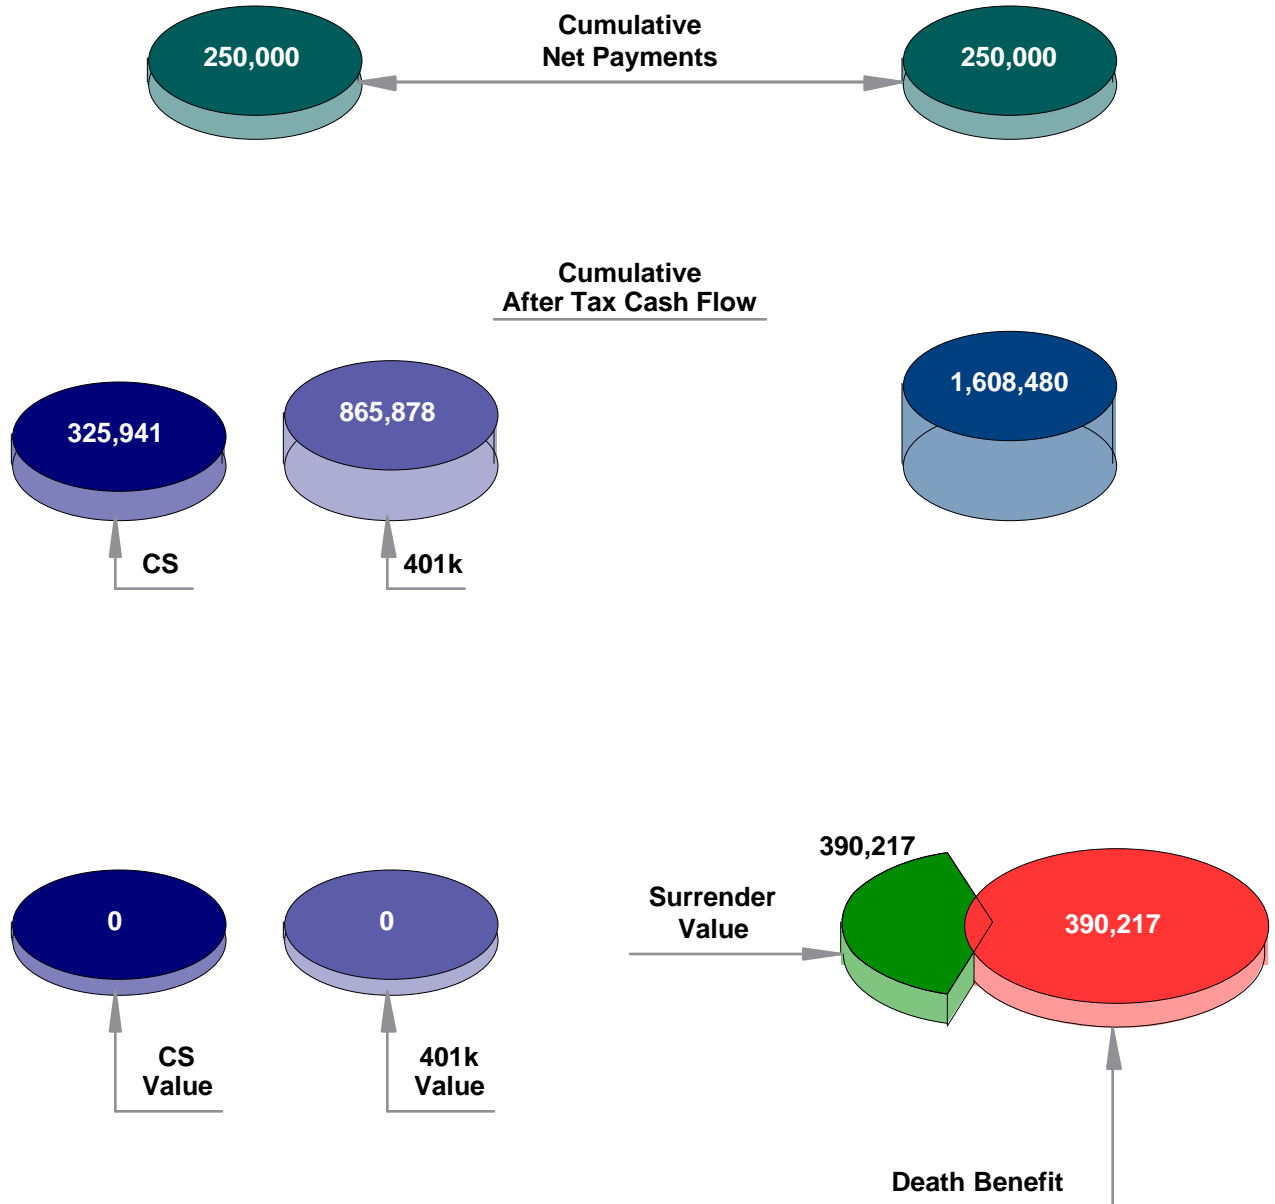 Cumulative
Net Payments
250,000
250,000
Cumulative
After Tax Cash Flow
325,941
865,878
1,608,480
CS
401k
390,217
0
0
Surrender
Value
390,217
CS
Value
401k
Value
Death Benefit